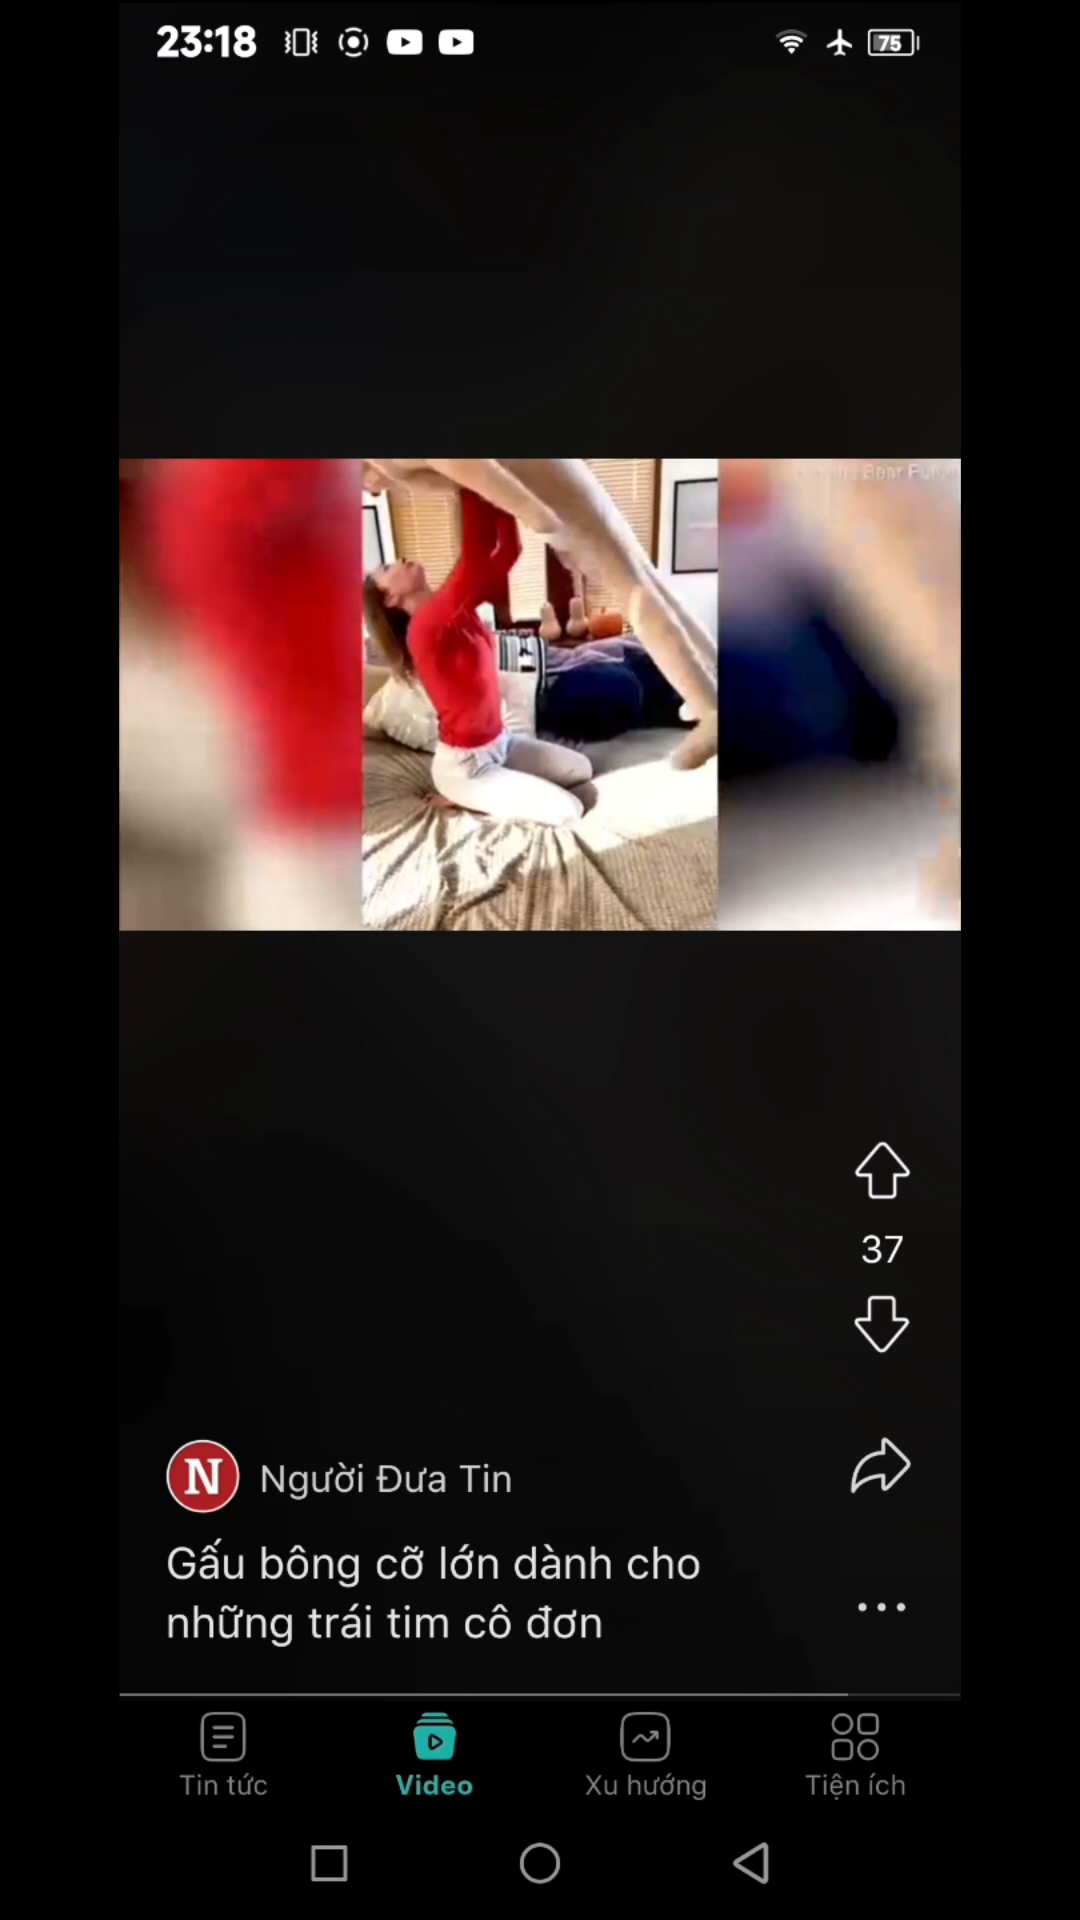 23:18
75
Bear
37
N
Người Đưa Tin
Gấu bông cỡ lớn dành cho
những trái tim cô đơn
Tin tức
Video
Xu hướng
Tiện ích